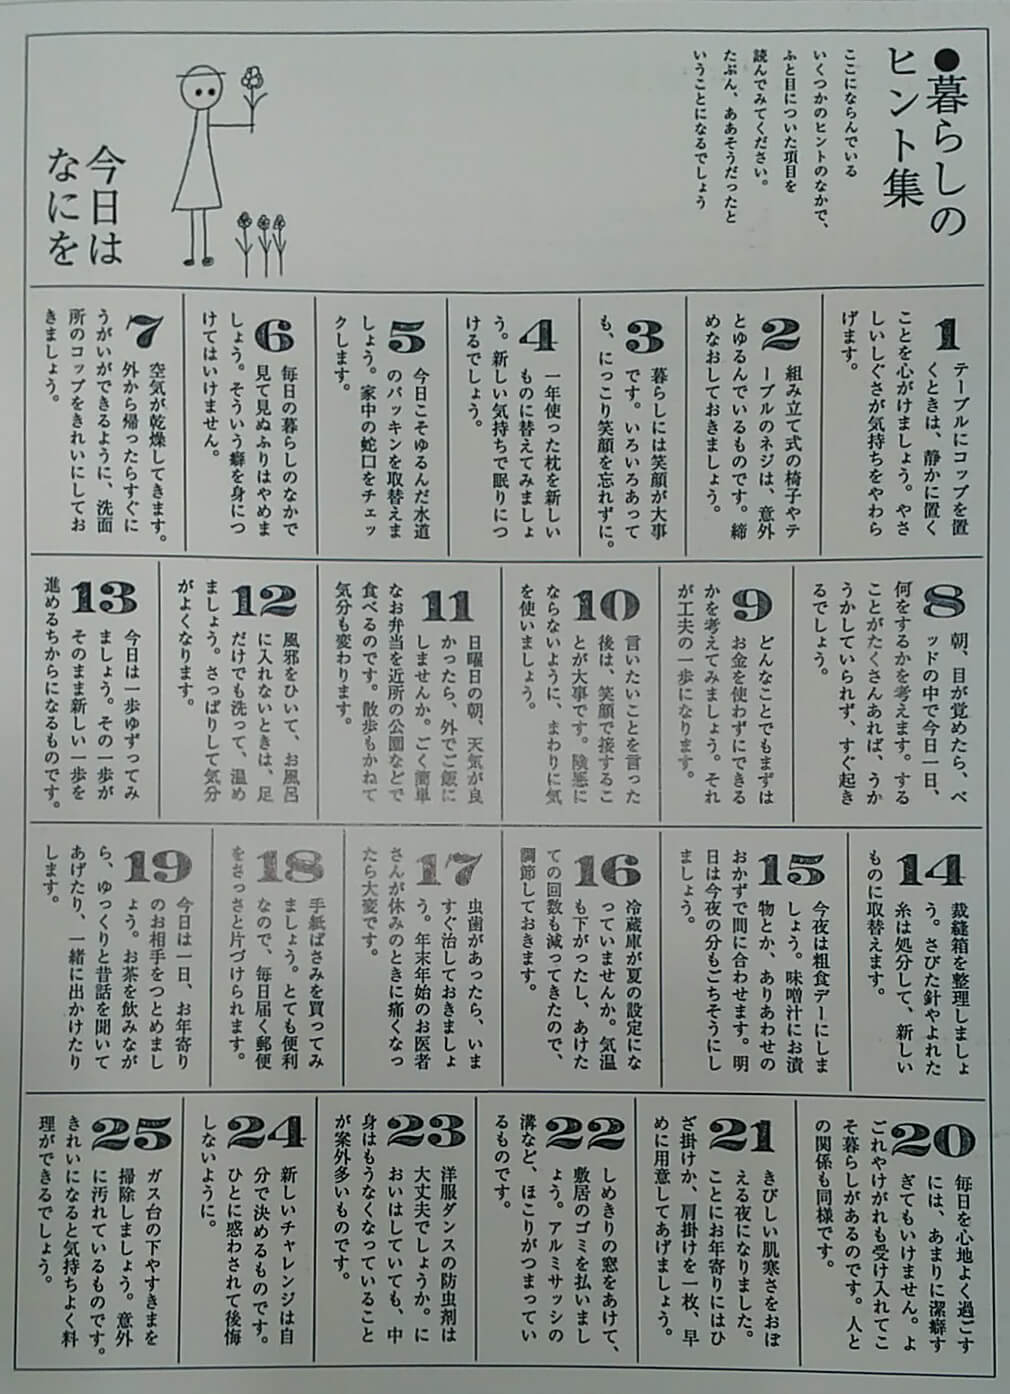 ●暮らしの
ヒント集
ここにならんでいる
いくつかのヒントのなかで、
ふと目についた項目を
読んでみてください。
たぶん、ああそうだったと
いうことになるでしょう
今日は
なにを
1
テーブルにコップを置
くときは、静かに置く
ことを心がけましょう。やさ
しいしぐさが気持ちをやわら
げます。
2
組み立て式の椅子やテ
ーブルのネジは、意外
とゆるんでいるものです。締
めなおしておきましょう。
3
暮らしには笑顔が大事
です。いろいろあって
も、にっこり笑顔を忘れずに。
4
一年使った枕を新しい
ものに替えてみましょ
う。新しい気持ちで眠りにつ
けるでしょう。
5
今日こそゆるんだ水道
のパッキンを取替えま
しょう。家中の蛇口をチェッ
クします。
6
毎日の暮らしのなかで
見て見ぬふりはやめま
しょう。そういう癖を身につ
けてはいけません。
7
空気が乾燥してきます。
外から帰ったらすぐに
うがいができるように、洗面
所のコップをきれいにしてお
きましょう。
8
朝、目が覚めたら、ベ
ッドの中で今日一日、
何をするかを考えます。する
ことがたくさんあれば、うか
うかしていられず、すぐ起き
るでしょう。
9
どんなことでもまずは
お金を使わずにできる
かを考えてみましょう。それ
が工夫の一歩になります。
10
言いたいことを言った
後は、笑顔で接するこ
とが大事です。険悪に
ならないように、まわりに気
を使いましょう。
11
日曜日の朝、天気が良
かったら、外でご飯に
しませんか。ごく簡単
なお弁当を近所の公園などで
食べるのです。散歩もかねて
気分も変わります。
12
風邪をひいて、お風呂
に入れないときは、足
だけでも洗って、温め
ましょう。さっぱりして気分
がよくなります。
13
今日は一歩ゆずってみ
ましょう。その一歩が
そのまま新しい一歩を
進めるちからになるものです。
14
裁縫箱を整理しましょ
う。さびた針やよれた
糸は処分して、新しい
ものに取替えます。
15
今夜は粗食デーにしま
しょう。味噌汁にお漬
物とか、ありあわせの
おかずで間に合わせます。明
日は今夜の分もごちそうにし
ましょう。
16
冷蔵庫が夏の設定にな
っていませんか。気温
も下がったし、あけた
ての回数も減ってきたので、
調節しておきます。
17
虫歯があったら、いま
すぐ治しておきましょ
う。年末年始のお医者
さんが休みのときに痛くなっ
たら大変です。
18
手紙ばさみを買ってみ
ましょう。とても便利
なので、毎日届く郵便
をさっさと片づけられます。
19
今日は一日、お年寄り
のお相手をつとめまし
ょう。お茶を飲みなが
ら、ゆっくりと昔話を聞いて
あげたり、一緒に出かけたり
します。
20
毎日を心地よく過ごす
には、あまりに潔癖す
ぎてもいけません。よ
ごれやけがれも受け入れてこ
そ暮らしがあるのです。人と
の関係も同様です。
21
きびしい肌寒さをおぼ
える夜になりました。
ことにお年寄りにはひ
ざ掛けか、肩掛けを一枚、早
めに用意してあげましょう。
22
しめきりの窓をあけて、
敷居のゴミを払いまし
ょう。アルミサッシの
溝など、ほこりがつまってい
るものです。
23
洋服ダンスの防虫剤は
大丈夫でしょうか。に
おいはしていても、中
身はもうなくなっていること
が案外多いものです。
24
新しいチャレンジは自
分で決めるものです。
ひとに惑わされて後悔
しないように。
25
ガス台の下やすきまを
掃除しましょう。意外
に汚れているものです。
きれいになると気持ちよく料
理ができるでしょう。